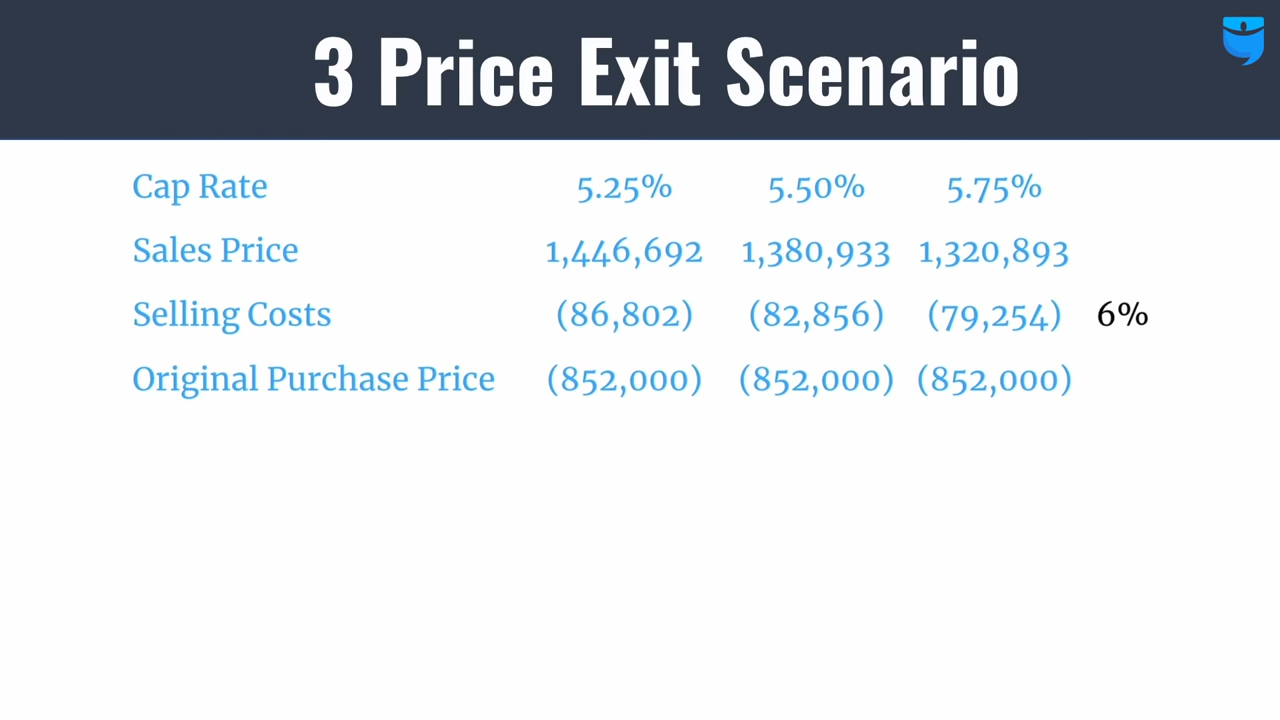 3 Price Exit Scenario
Cap Rate 5.25% 5.50% 5.75%
Sales Price 1,446,692 1,380,933 1,320,893
Selling Costs (86,802) (82,856) (79,254) 6%
Original Purchase Price (852,000) (852,000) (852,000)